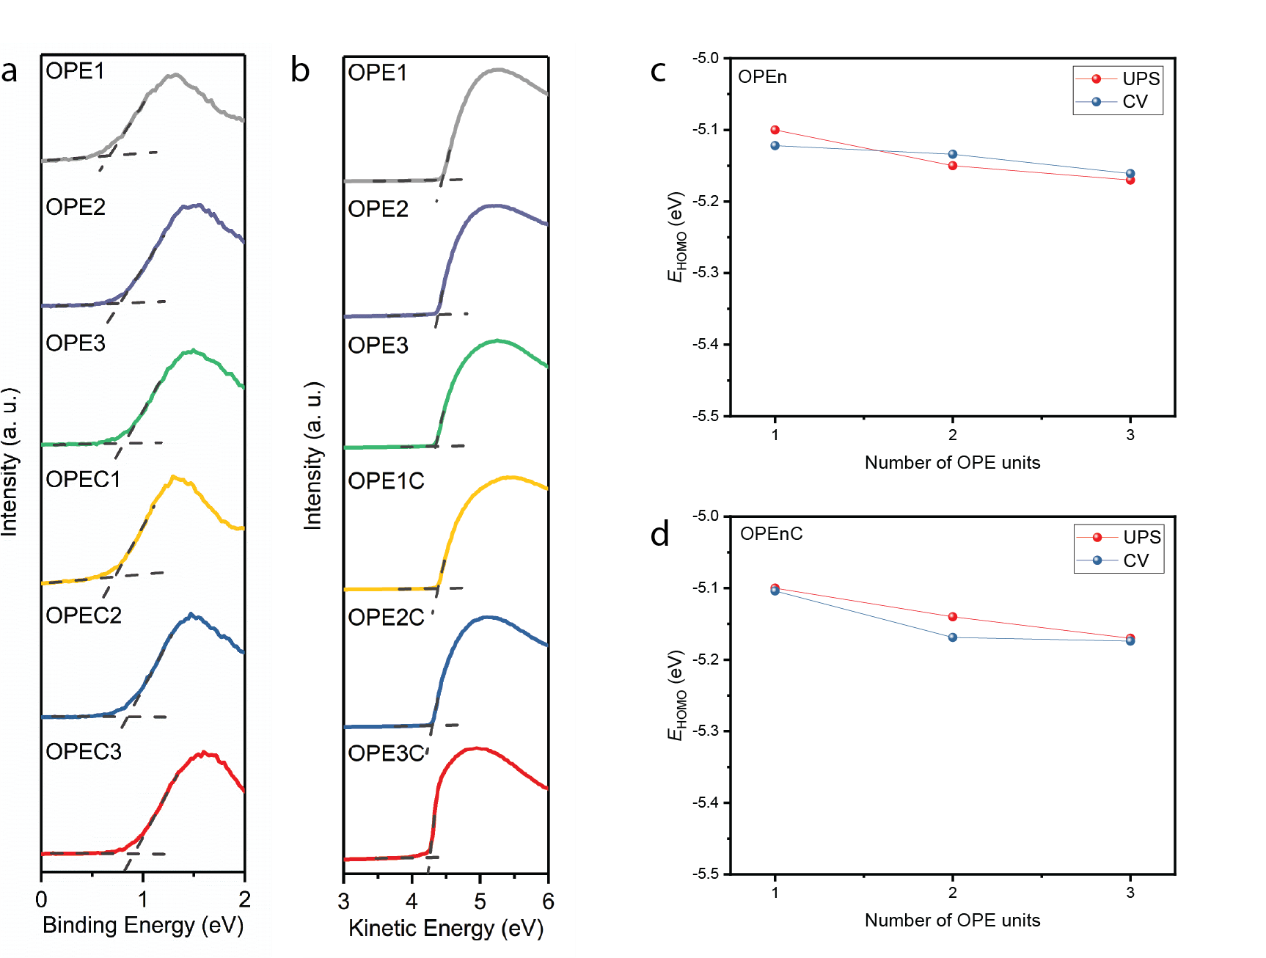 a
OPE1
OPE2
OPE3
OPEC1
OPEC2
OPEC3
Intensity (a. u.)
0
1
2
Binding Energy (eV)
b
OPE1
OPE2
OPE3
OPE1C
OPE2C
OPE3C
Intensity (a. u.)
3
4
5
6
Kinetic Energy (eV)
c
OPEn
UPS
CV
-5.0
-5.1
-5.2
-5.3
-5.4
-5.5
EHOMO (eV)
1
2
3
Number of OPE units
d
OPEnC
UPS
CV
-5.0
-5.1
-5.2
-5.3
-5.4
-5.5
EHOMO (eV)
1
2
3
Number of OPE units